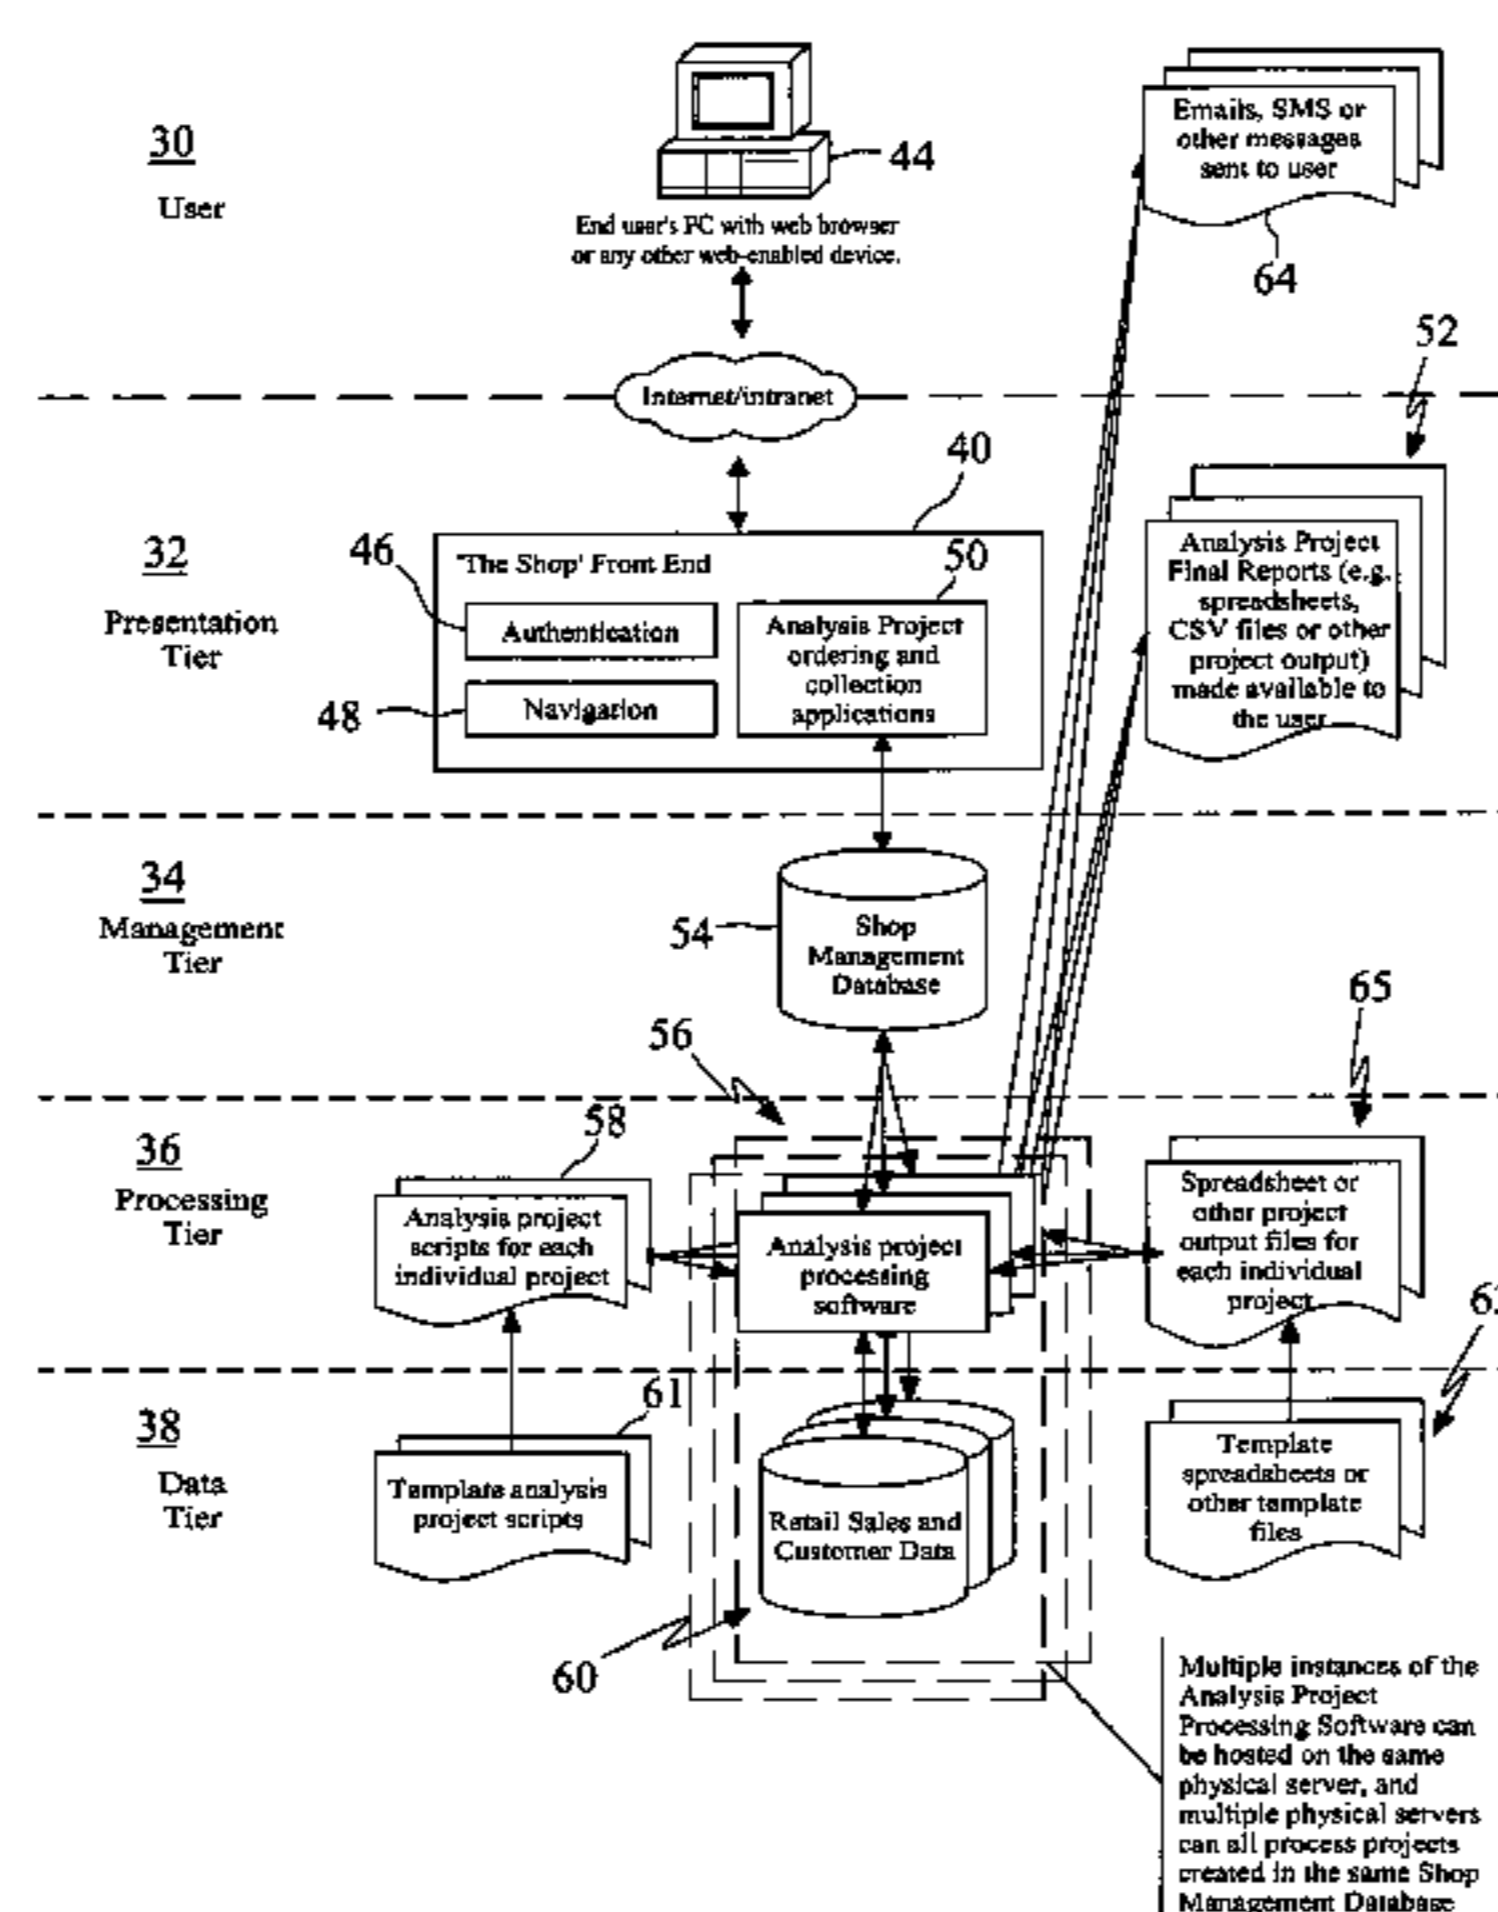 30
User
44
End user's PC with web browser
or any other web-enabled device.
Emails, SMS or
other messages
sent to user
64
Internet/intranet
52
40
32
Presentation
Tier
46
'The Shop' Front End
50
Authentication
48
Navigation
Analysis Project
ordering and
collection
applications
Analysis Project
Final Reports (e.g.
spreadsheets,
CSV files or other
project output)
made available to
the user
34
Management
Tier
54
Shop
Management
Database
65
56
36
Processing
Tier
58
Analysis project
scripts for each
individual project
Analysis project
processing
software
Spreadsheet or
other project
output files for
each individual
project
38
Data
Tier
61
Template analysis
project scripts
Retail Sales and
Customer Data
Template
spreadsheets or
other template
files
60
Multiple instances of the
Analysis Project
Processing Software can
be hosted on the same
physical server, and
multiple physical servers
can all process projects
created in the same Shop
Management Database